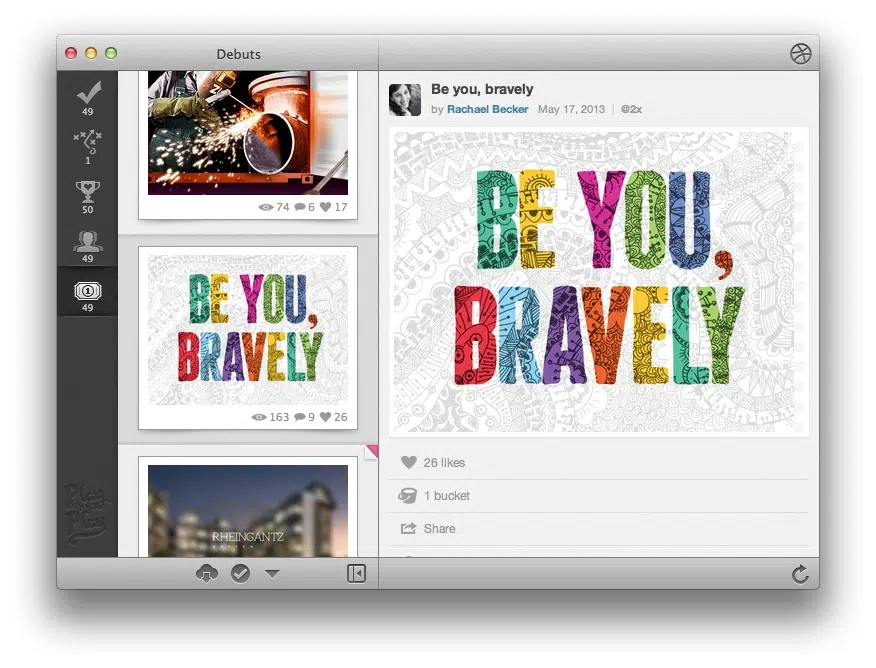 Debuts
49
1
50
49
49
Play
by
Play
74 6 17
BE YOU,
BRAVELY
163 9 26
RHEINGANTZ
Be you, bravely
by Rachael Becker May 17, 2013 @2x
BE YOU,
BRAVELY
26 likes
1 bucket
Share